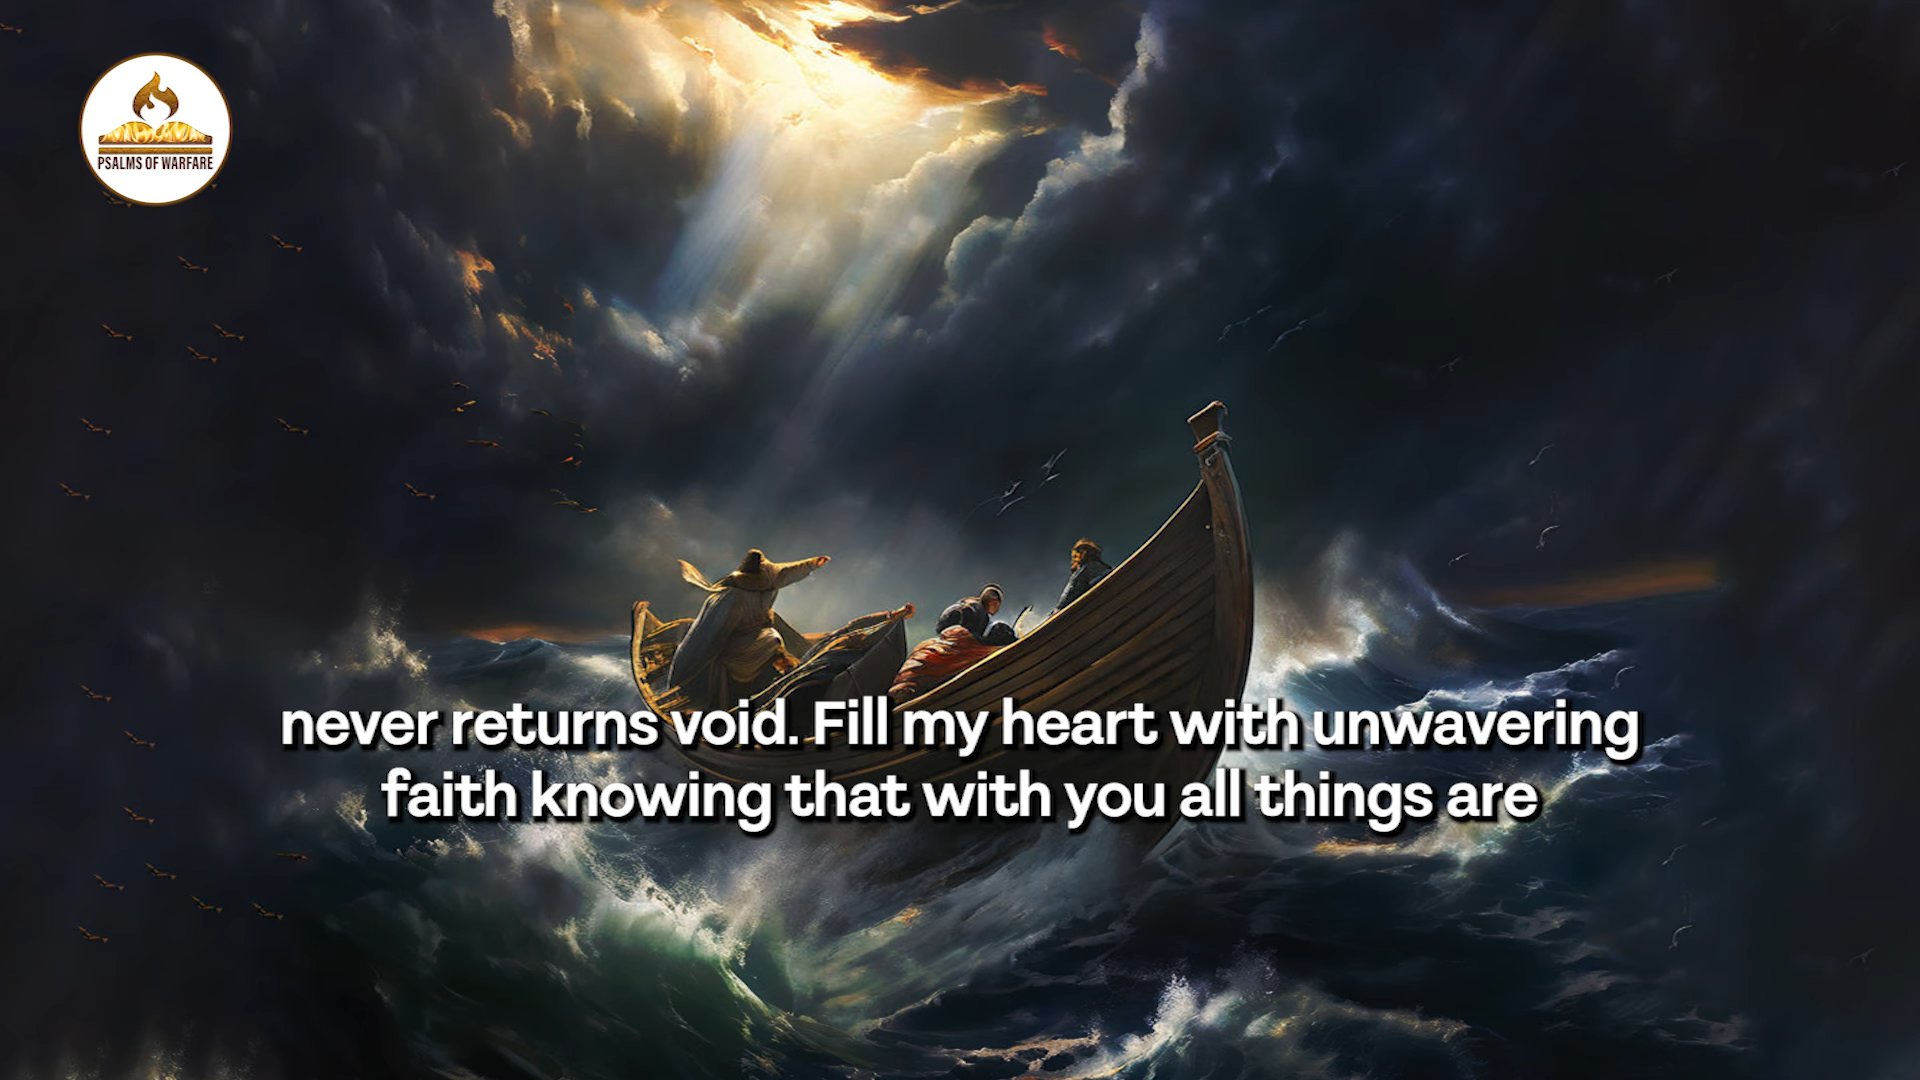 PSALMS OF WARFARE
never returns void. Fill my heart with unwavering
faith knowing that with you all things are